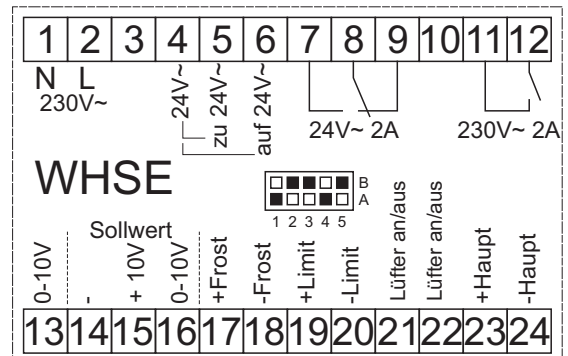 1 2 3 4 5 6 7 8 9 10 11 12
N L
230V~
24V~
zu 24V~
auf 24V~
24V~ 2A
230V~ 2A
WHSE
B
A
1 2 3 4 5
Sollwert
0-10V
-
+ 10V
0-10V
+Frost
-Frost
+Limit
-Limit
Lüfter an/aus
Lüfter an/aus
+Haupt
-Haupt
13 14 15 16 17 18 19 20 21 22 23 24